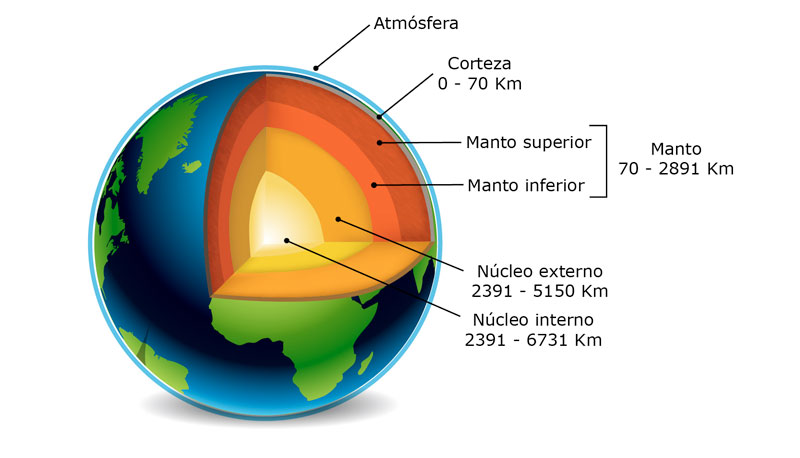 Atmósfera
Corteza
0 - 70 Km
Manto superior
Manto inferior
Manto
70 - 2891 Km
Núcleo externo
2391 - 5150 Km
Núcleo interno
2391 - 6731 Km